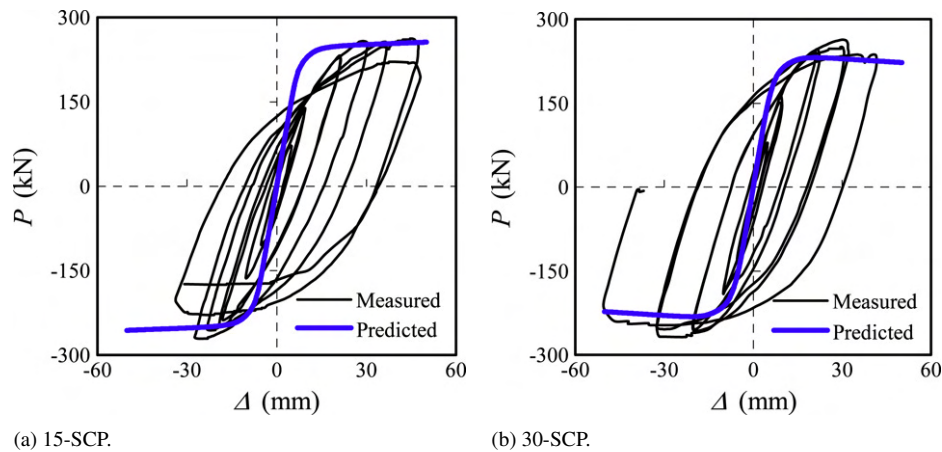 300
150
0
-150
-300
P (kN)
Measured
Predicted
-60 -30 0 30 60
Δ (mm)
(a) 15-SCP.
300
150
0
-150
-300
P (kN)
Measured
Predicted
-60 -30 0 30 60
Δ (mm)
(b) 30-SCP.